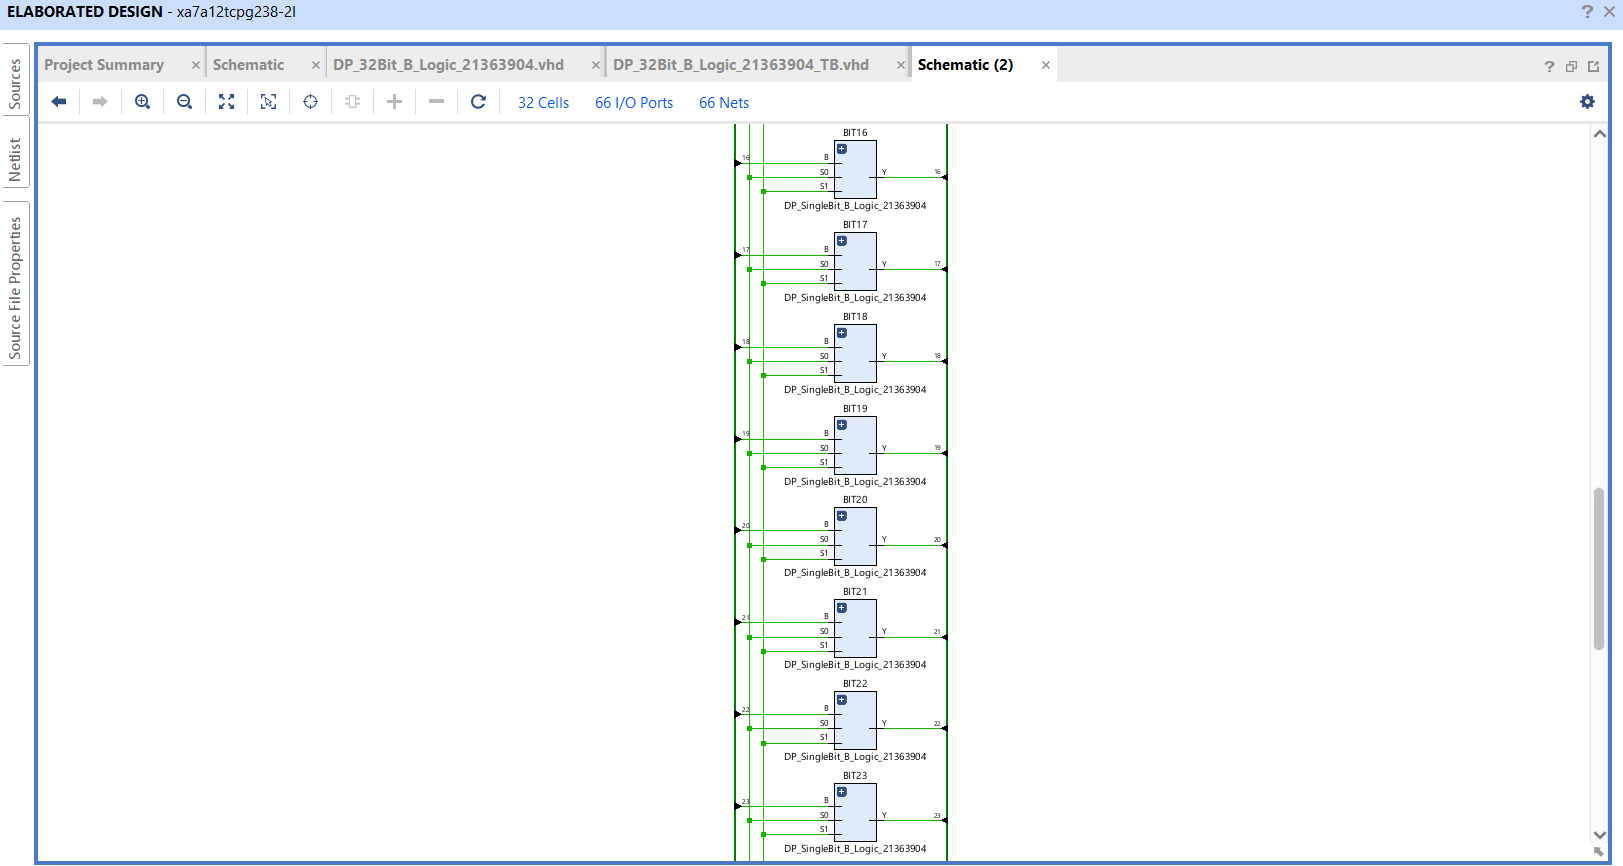 ELABORATED DESIGN - xa7a12tcpg238-2I
Sources
Netlist
Source File Properties
Project Summary
Schematic
DP_32Bit_B_Logic_21363904.vhd
DP_32Bit_B_Logic_21363904_TB.vhd
Schematic (2)
32 Cells
66 I/O Ports
66 Nets
BIT16
16 B
S0 Y 16
S1
DP_SingleBit_B_Logic_21363904
BIT17
17 B
S0 Y 17
S1
DP_SingleBit_B_Logic_21363904
BIT18
18 B
S0 Y 18
S1
DP_SingleBit_B_Logic_21363904
BIT19
19 B
S0 Y 19
S1
DP_SingleBit_B_Logic_21363904
BIT20
20 B
S0 Y 20
S1
DP_SingleBit_B_Logic_21363904
BIT21
21 B
S0 Y 21
S1
DP_SingleBit_B_Logic_21363904
BIT22
22 B
S0 Y 22
S1
DP_SingleBit_B_Logic_21363904
BIT23
23 B
S0 Y 23
S1
DP_SingleBit_B_Logic_21363904